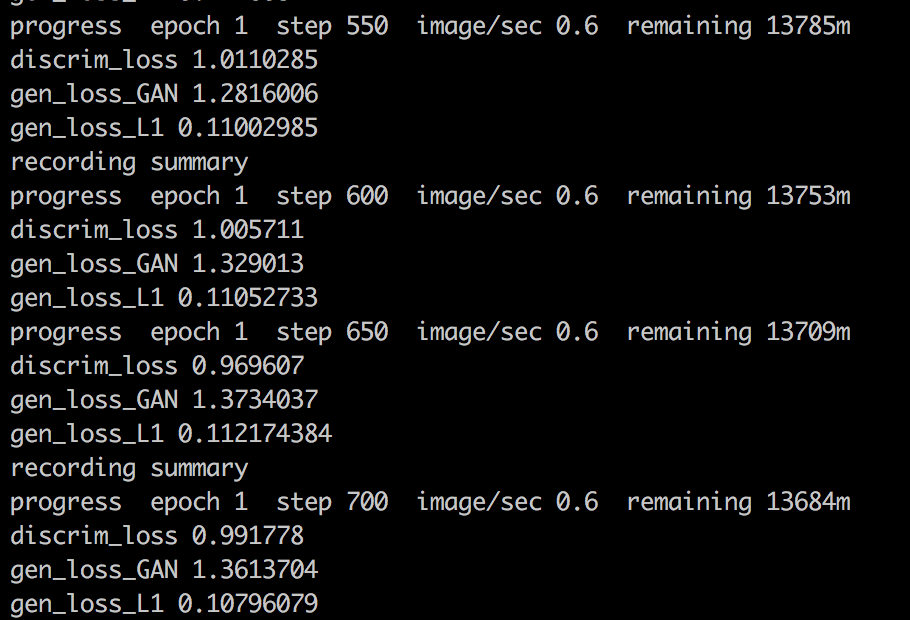 progress  epoch 1  step 550  image/sec 0.6  remaining 13785m
discrim_loss 1.0110285
gen_loss_GAN 1.2816006
gen_loss_L1 0.11002985
recording summary
progress  epoch 1  step 600  image/sec 0.6  remaining 13753m
discrim_loss 1.005711
gen_loss_GAN 1.329013
gen_loss_L1 0.11052733
progress  epoch 1  step 650  image/sec 0.6  remaining 13709m
discrim_loss 0.969607
gen_loss_GAN 1.3734037
gen_loss_L1 0.112174384
recording summary
progress  epoch 1  step 700  image/sec 0.6  remaining 13684m
discrim_loss 0.991778
gen_loss_GAN 1.3613704
gen_loss_L1 0.10796079